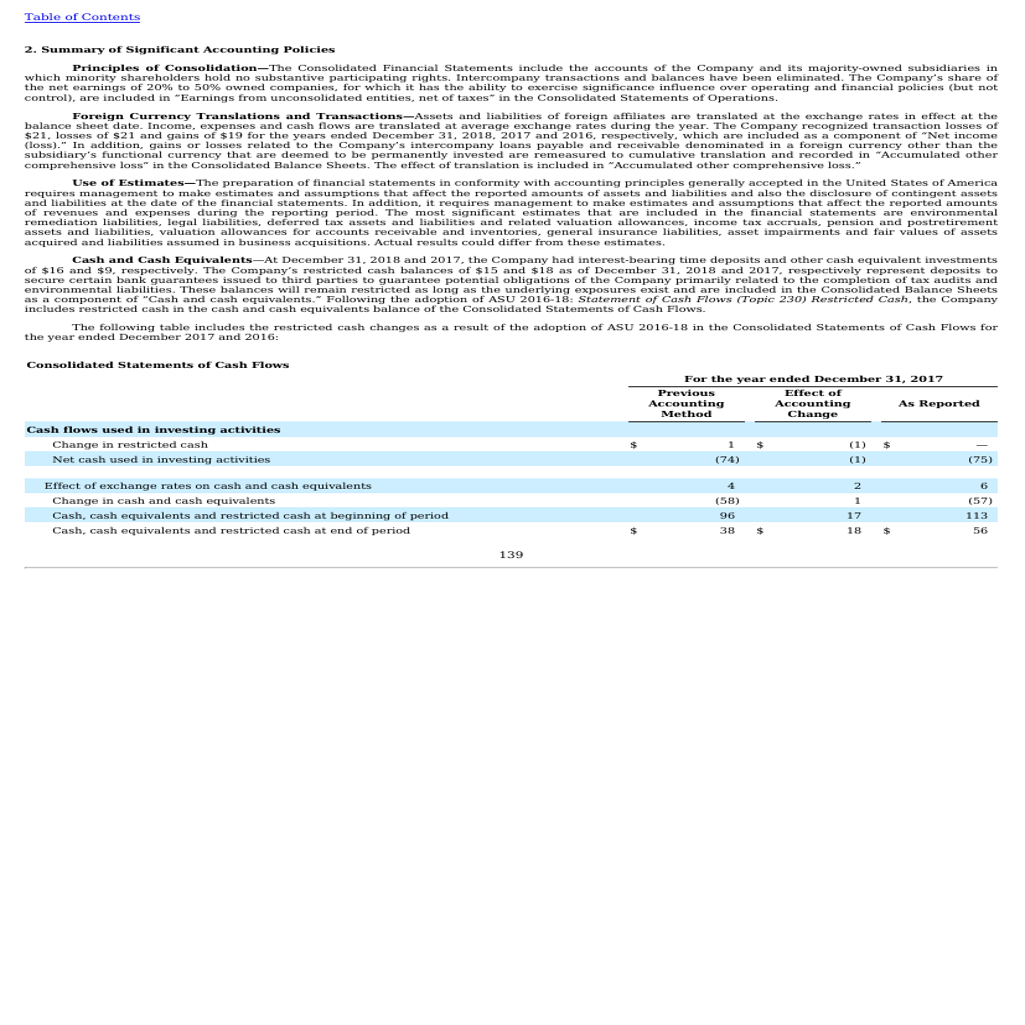 Table of Contents
2. Summary of Significant Accounting Policies
Principles of Consolidation—The Consolidated Financial Statements include the accounts of the Company and its majority-owned subsidiaries in
which minority shareholders hold no substantive participating rights. Intercompany transactions and balances have been eliminated. The Company's share of
the net earnings of 20% to 50% owned companies, for which it has the ability to exercise significance influence over operating and financial policies (but not
control), are included in “Earnings from unconsolidated entities, net of taxes” in the Consolidated Statements of Operations.
Foreign Currency Translations and Transactions—Assets and liabilities of foreign affiliates are translated at the exchange rates in effect at the
balance sheet date. Income, expenses and cash flows are translated at average exchange rates during the year. The Company recognized transaction losses of
$21, losses of $21 and gains of $19 for the years ended December 31, 2018, 2017 and 2016, respectively, which are included as a component of “Net income
(loss).” In addition, gains or losses related to the Company's intercompany loans payable and receivable denominated in a foreign currency other than the
subsidiary's functional currency that are deemed to be permanently invested are remeasured to cumulative translation and recorded in “Accumulated other
comprehensive loss” in the Consolidated Balance Sheets. The effect of translation is included in “Accumulated other comprehensive loss.”
Use of Estimates—The preparation of financial statements in conformity with accounting principles generally accepted in the United States of America
requires management to make estimates and assumptions that affect the reported amounts of assets and liabilities and also the disclosure of contingent assets
and liabilities at the date of the financial statements. In addition, it requires management to make estimates and assumptions that affect the reported amounts
of revenues and expenses during the reporting period. The most significant estimates that are included in the financial statements are environmental
remediation liabilities, legal liabilities, deferred tax assets and liabilities and related valuation allowances, income tax accruals, pension and postretirement
assets and liabilities, valuation allowances for accounts receivable and inventories, general insurance liabilities, asset impairments and fair values of assets
acquired and liabilities assumed in business acquisitions. Actual results could differ from these estimates.
Cash and Cash Equivalents—At December 31, 2018 and 2017, the Company had interest-bearing time deposits and other cash equivalent investments
of $16 and $9, respectively. The Company's restricted cash balances of $15 and $18 as of December 31, 2018 and 2017, respectively represent deposits to
secure certain bank guarantees issued to third parties to guarantee potential obligations of the Company primarily related to the completion of tax audits and
environmental liabilities. These balances will remain restricted as long as the underlying exposures exist and are included in the Consolidated Balance Sheets
as a component of “Cash and cash equivalents.” Following the adoption of ASU 2016-18: Statement of Cash Flows (Topic 230) Restricted Cash, the Company
includes restricted cash in the cash and cash equivalents balance of the Consolidated Statements of Cash Flows.
The following table includes the restricted cash changes as a result of the adoption of ASU 2016-18 in the Consolidated Statements of Cash Flows for
the year ended December 2017 and 2016:
Consolidated Statements of Cash Flows
For the year ended December 31, 2017
Previous Accounting Method Effect of Accounting Change As Reported
Cash flows used in investing activities
Change in restricted cash $ 1 $ (1) $ —
Net cash used in investing activities (74) (1) (75)
Effect of exchange rates on cash and cash equivalents 4 2 6
Change in cash and cash equivalents (58) 1 (57)
Cash, cash equivalents and restricted cash at beginning of period 96 17 113
Cash, cash equivalents and restricted cash at end of period $ 38 $ 18 $ 56
139